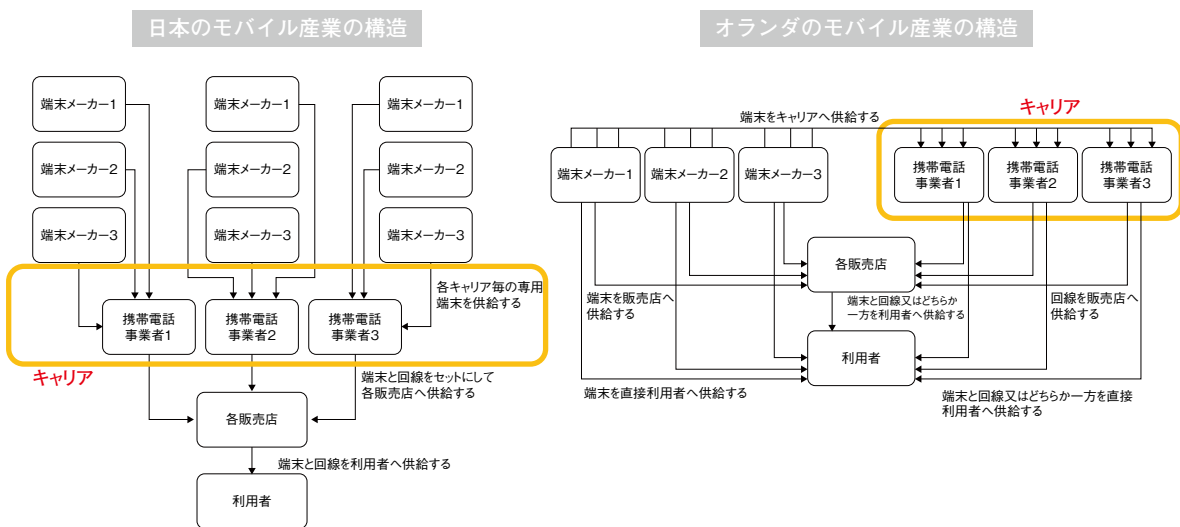 日本のモバイル産業の構造
端末メーカー1
端末メーカー1
端末メーカー1
端末メーカー2
端末メーカー2
端末メーカー2
端末メーカー3
端末メーカー3
端末メーカー3
各キャリア毎の専用
端末を供給する
携帯電話
事業者1
携帯電話
事業者2
携帯電話
事業者3
キャリア
端末と回線をセットにして
各販売店へ供給する
各販売店
端末と回線を利用者へ供給する
利用者
オランダのモバイル産業の構造
キャリア
端末をキャリアへ供給する
端末メーカー1
端末メーカー2
端末メーカー3
携帯電話
事業者1
携帯電話
事業者2
携帯電話
事業者3
各販売店
端末を販売店へ
供給する
端末と回線又はどちらか
一方を利用者へ供給する
回線を販売店へ
供給する
利用者
端末を直接利用者へ供給する
端末と回線又はどちらか一方を直接
利用者へ供給する